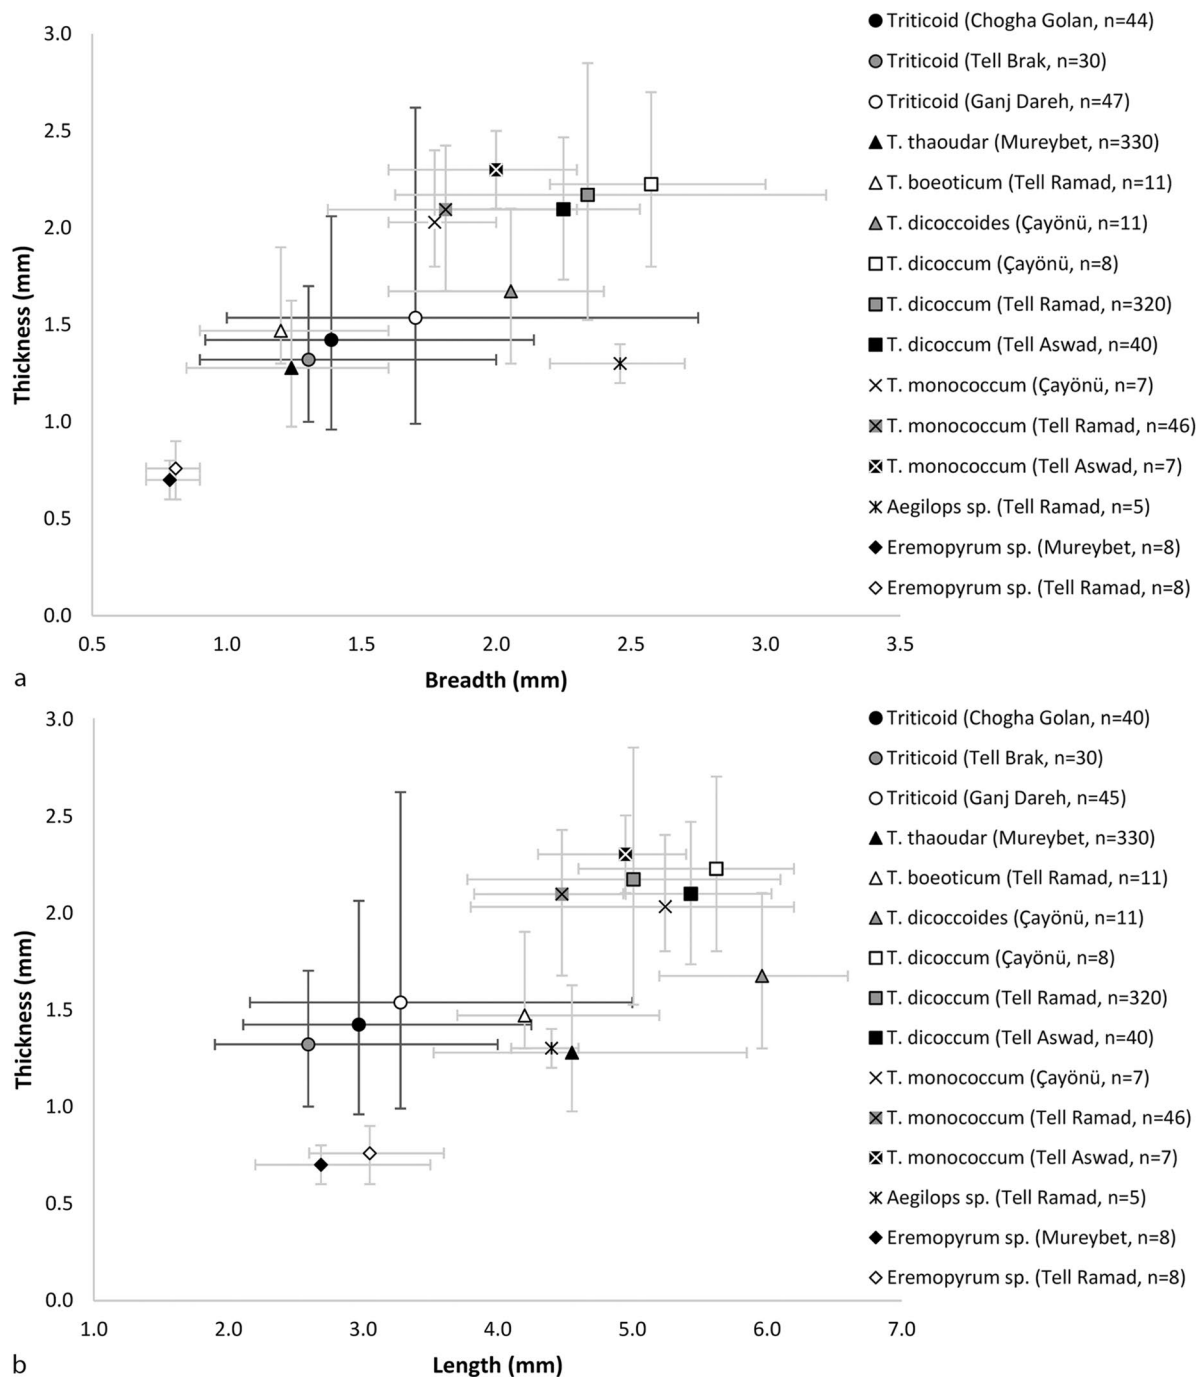 3.0
2.5
2.0
1.5
1.0
0.5
0.0
Thickness (mm)
0.5 1.0 1.5 2.0 2.5 3.0 3.5
Breadth (mm)
a
Triticoid (Chogha Golan, n=44)
Triticoid (Tell Brak, n=30)
Triticoid (Ganj Dareh, n=47)
T. thaoudar (Mureybet, n=330)
T. boeoticum (Tell Ramad, n=11)
T. dicoccoides (Çayönü, n=11)
T. dicoccum (Çayönü, n=8)
T. dicoccum (Tell Ramad, n=320)
T. dicoccum (Tell Aswad, n=40)
T. monococcum (Çayönü, n=7)
T. monococcum (Tell Ramad, n=46)
T. monococcum (Tell Aswad, n=7)
Aegilops sp. (Tell Ramad, n=5)
Eremopyrum sp. (Mureybet, n=8)
Eremopyrum sp. (Tell Ramad, n=8)
3.0
2.5
2.0
1.5
1.0
0.5
0.0
Thickness (mm)
1.0 2.0 3.0 4.0 5.0 6.0 7.0
Length (mm)
b
Triticoid (Chogha Golan, n=40)
Triticoid (Tell Brak, n=30)
Triticoid (Ganj Dareh, n=45)
T. thaoudar (Mureybet, n=330)
T. boeoticum (Tell Ramad, n=11)
T. dicoccoides (Çayönü, n=11)
T. dicoccum (Çayönü, n=8)
T. dicoccum (Tell Ramad, n=320)
T. dicoccum (Tell Aswad, n=40)
T. monococcum (Çayönü, n=7)
T. monococcum (Tell Ramad, n=46)
T. monococcum (Tell Aswad, n=7)
Aegilops sp. (Tell Ramad, n=5)
Eremopyrum sp. (Mureybet, n=8)
Eremopyrum sp. (Tell Ramad, n=8)